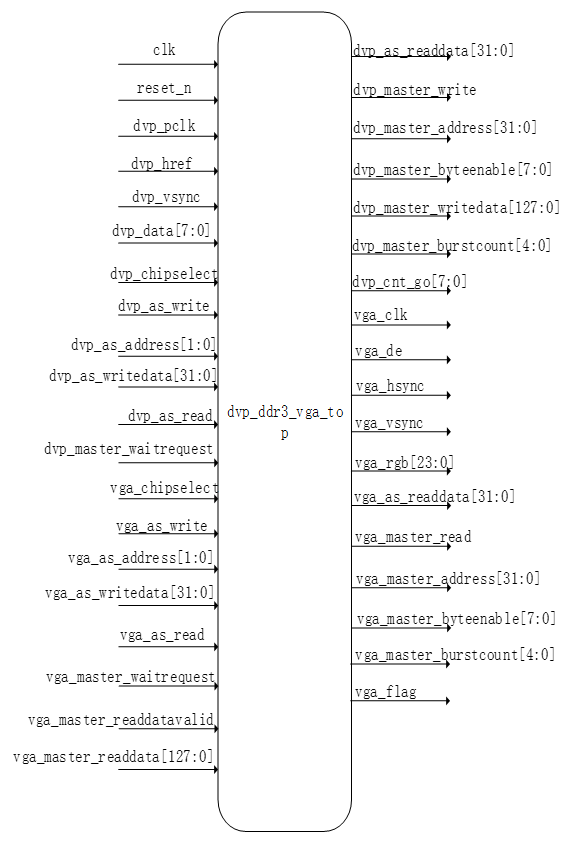 clk
reset_n
dvp_pclk
dvp_href
dvp_vsync
dvp_data[7:0]
dvp_chipselect
dvp_as_write
dvp_as_address[1:0]
dvp_as_writedata[31:0]
dvp_as_read
dvp_master_waitrequest
vga_chipselect
vga_as_write
vga_as_address[1:0]
vga_as_writedata[31:0]
vga_as_read
vga_master_waitrequest
vga_master_readdatavalid
vga_master_readdata[127:0]
dvp_ddr3_vga_to
p
dvp_as_readdata[31:0]
dvp_master_write
dvp_master_address[31:0]
dvp_master_byteenable[7:0]
dvp_master_writedata[127:0]
dvp_master_burstcount[4:0]
dvp_cnt_go[7:0]
vga_clk
vga_de
vga_hsync
vga_vsync
vga_rgb[23:0]
vga_as_readdata[31:0]
vga_master_read
vga_master_address[31:0]
vga_master_byteenable[7:0]
vga_master_burstcount[4:0]
vga_flag